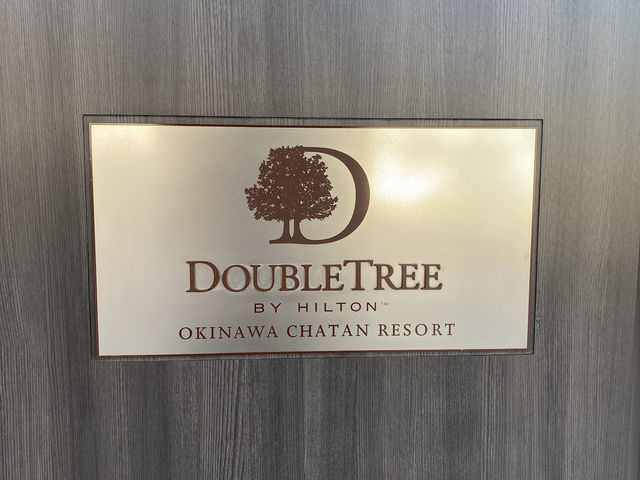 D
DOUBLETREE
BY HILTON™
OKINAWA CHATAN RESORT